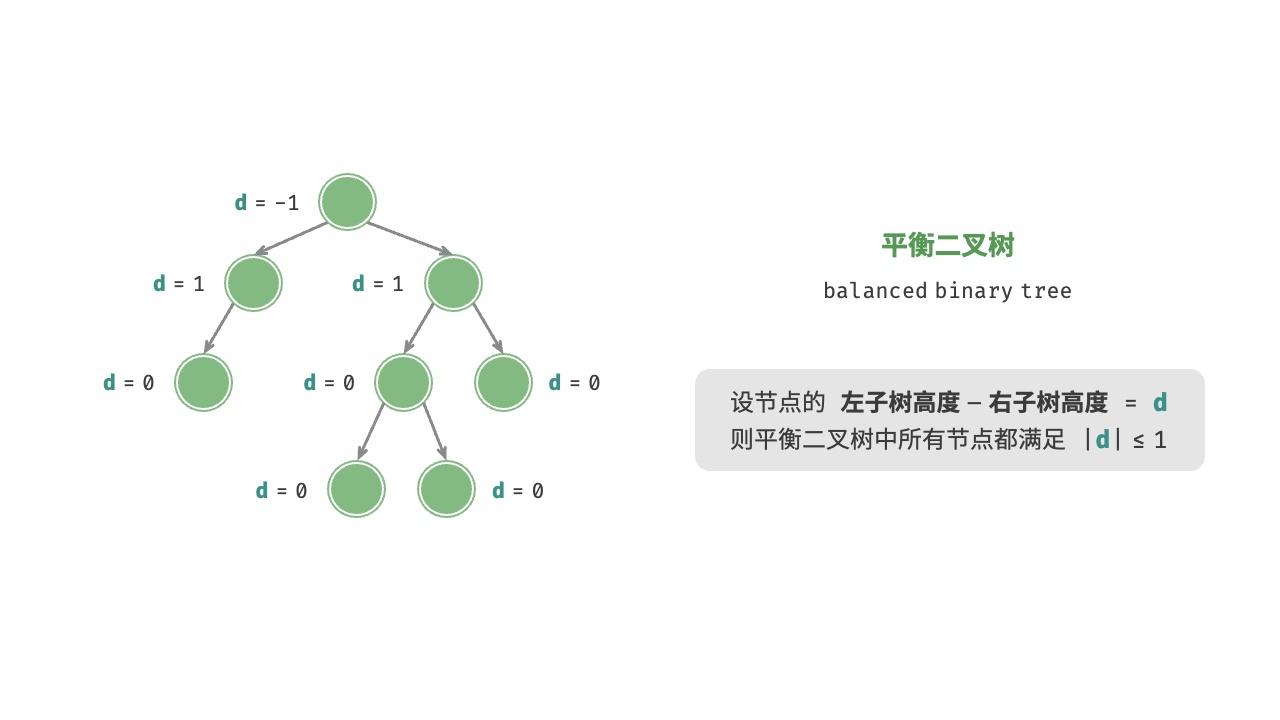 d = −1
d = 1
d = 1
d = 0
d = 0
d = 0
d = 0
d = 0
平衡二叉树
balanced binary tree
设节点的 左子树高度 − 右子树高度 = d
则平衡二叉树中所有节点都满足 |d| ≤ 1